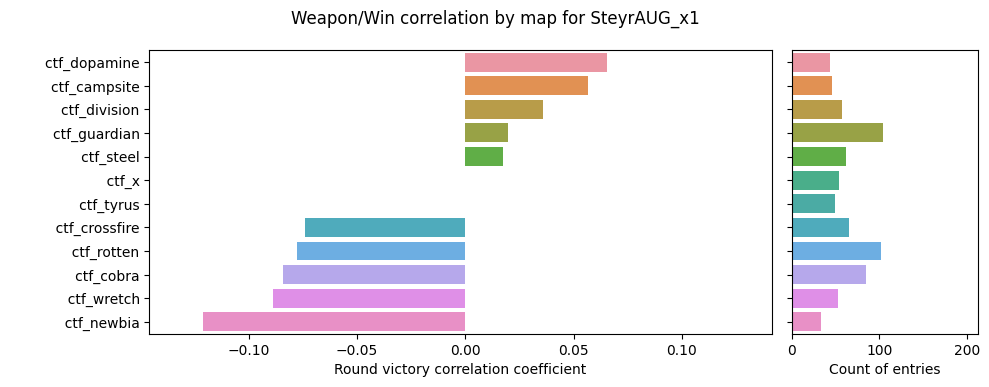 Weapon/Win correlation by map for SteyrAUG_x1
ctf_dopamine
ctf_campsite
ctf_division
ctf_guardian
ctf_steel
ctf_x
ctf_tyrus
ctf_crossfire
ctf_rotten
ctf_cobra
ctf_wretch
ctf_newbia
−0.10 −0.05 0.00 0.05 0.10
Round victory correlation coefficient
0 100 200
Count of entries